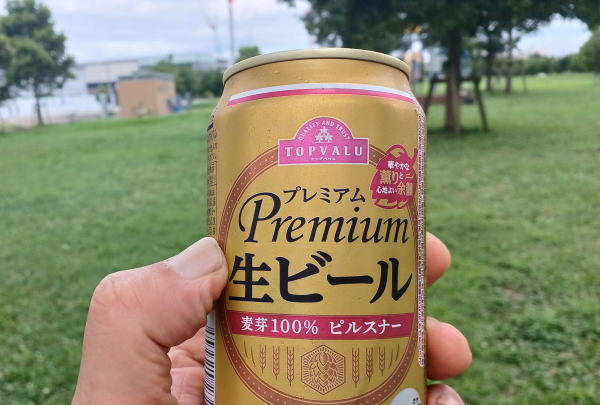 QUALITY AND TRUST
TOPVALU
トップバリュ
華やかな
薫りと
心地よい余韻
プレミアム
Premium
生ビール
麦芽100% ピルスナー